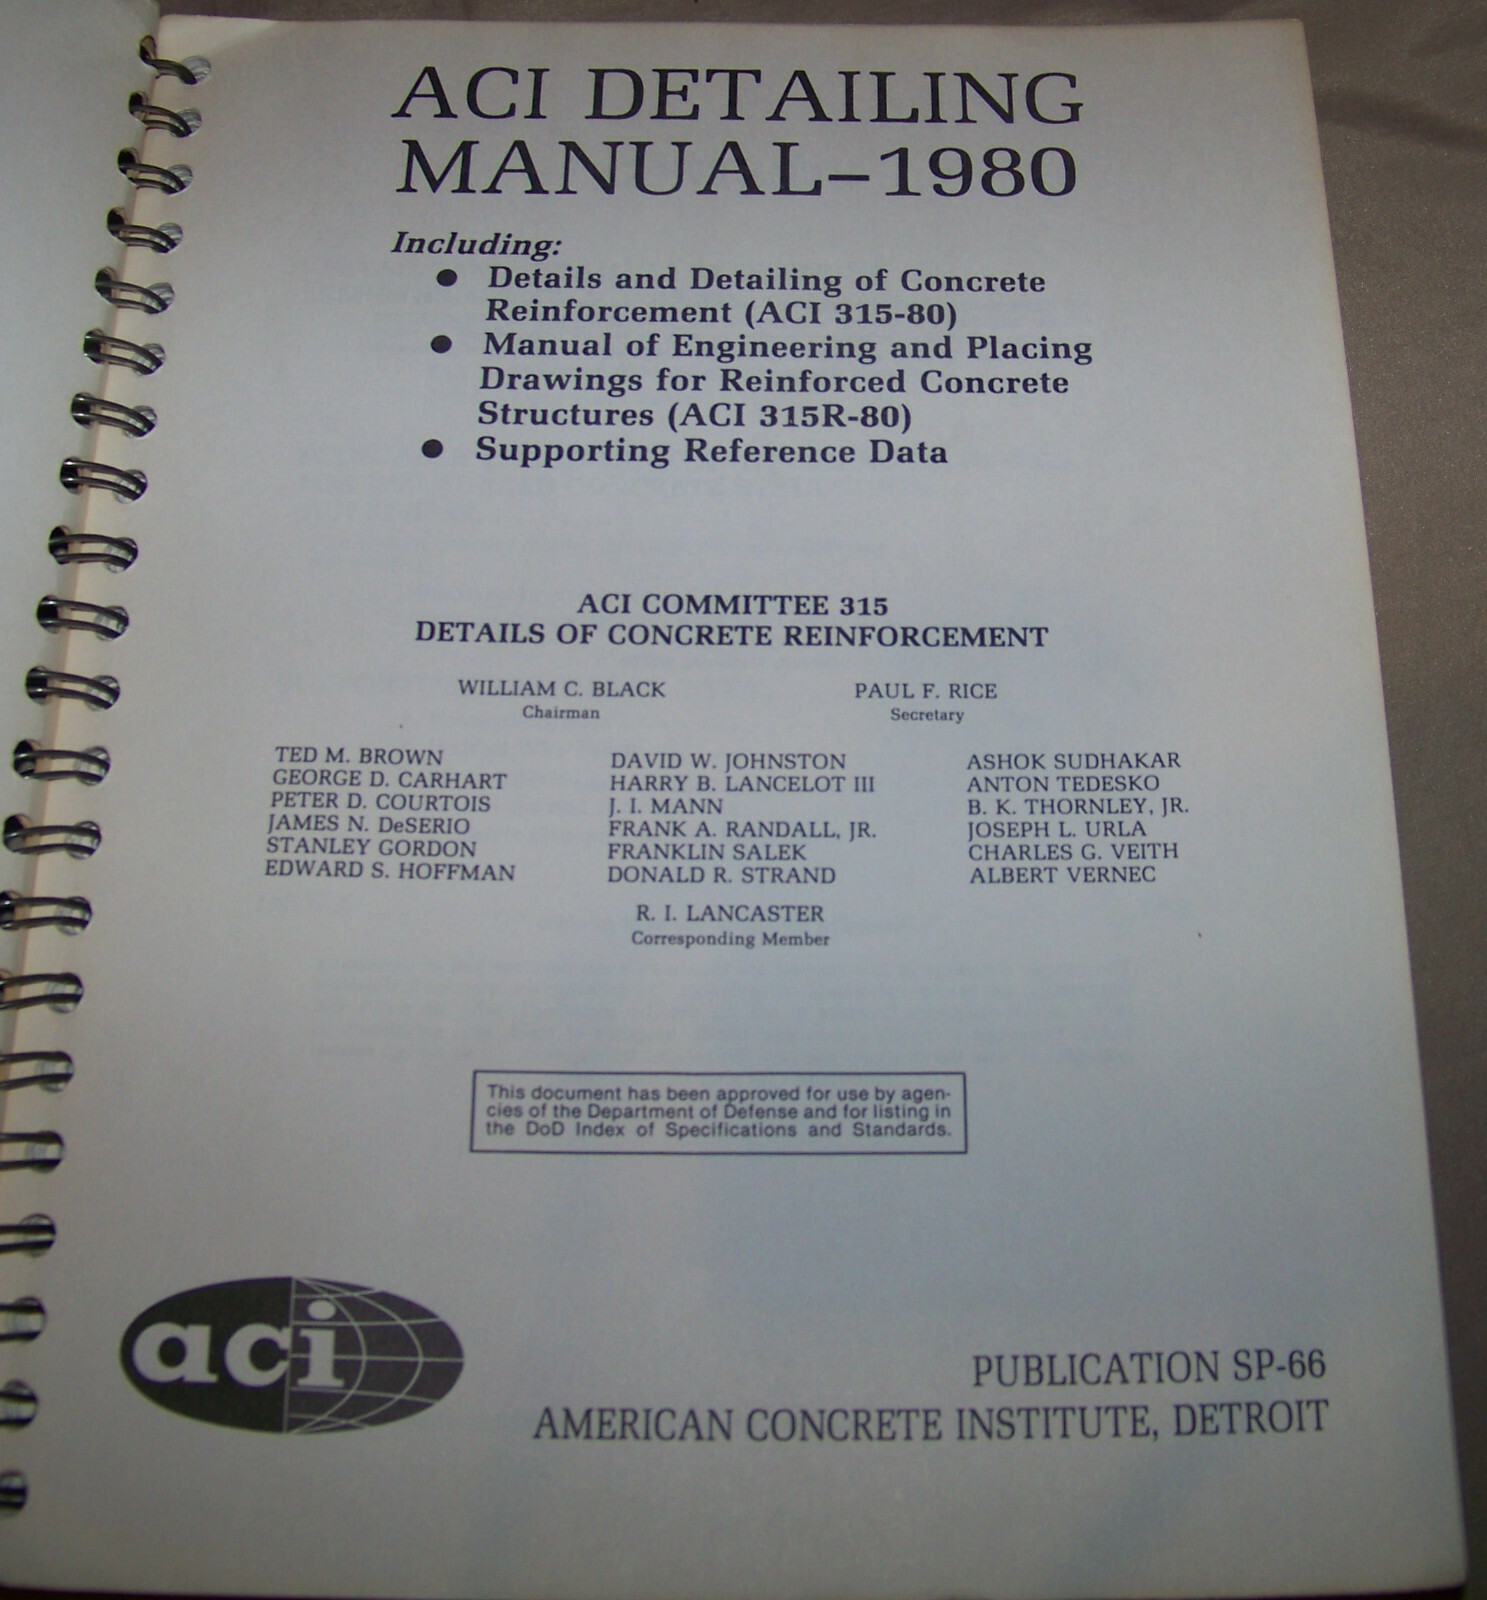 ACI DETAILING
MANUAL–1980
Including:
● Details and Detailing of Concrete
Reinforcement (ACI 315-80)
● Manual of Engineering and Placing
Drawings for Reinforced Concrete
Structures (ACI 315R-80)
● Supporting Reference Data
ACI COMMITTEE 315
DETAILS OF CONCRETE REINFORCEMENT
WILLIAM C. BLACK
Chairman
PAUL F. RICE
Secretary
TED M. BROWN
GEORGE D. CARHART
PETER D. COURTOIS
JAMES N. DeSERIO
STANLEY GORDON
EDWARD S. HOFFMAN
DAVID W. JOHNSTON
HARRY B. LANCELOT III
J. I. MANN
FRANK A. RANDALL, JR.
FRANKLIN SALEK
DONALD R. STRAND
ASHOK SUDHAKAR
ANTON TEDESKO
B. K. THORNLEY, JR.
JOSEPH L. URLA
CHARLES G. VEITH
ALBERT VERNEC
R. I. LANCASTER
Corresponding Member
This document has been approved for use by agen-
cies of the Department of Defense and for listing in
the DoD Index of Specifications and Standards.
aci
PUBLICATION SP-66
AMERICAN CONCRETE INSTITUTE, DETROIT